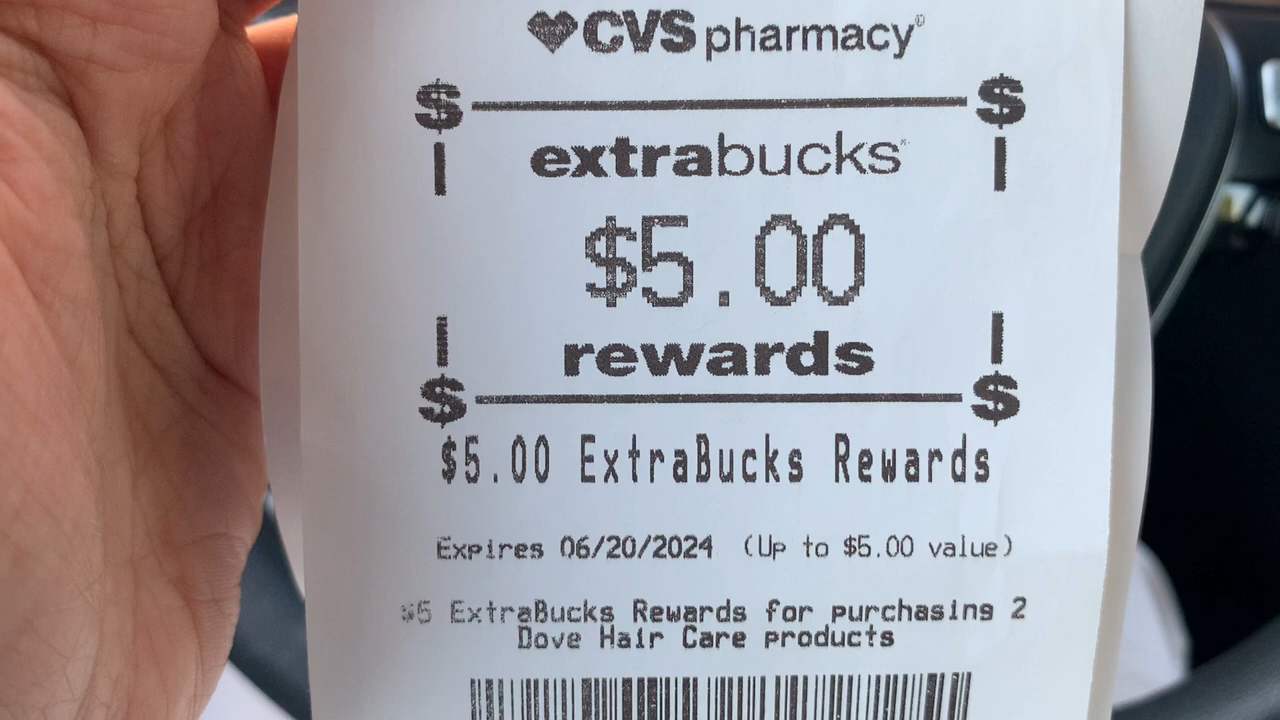 CVS pharmacy®
$ $
extrabucks®
$5.00
rewards
$ $
$5.00 ExtraBucks Rewards
Expires 06/20/2024 (Up to $5.00 value)
$5 ExtraBucks Rewards for purchasing 2
Dove Hair Care products